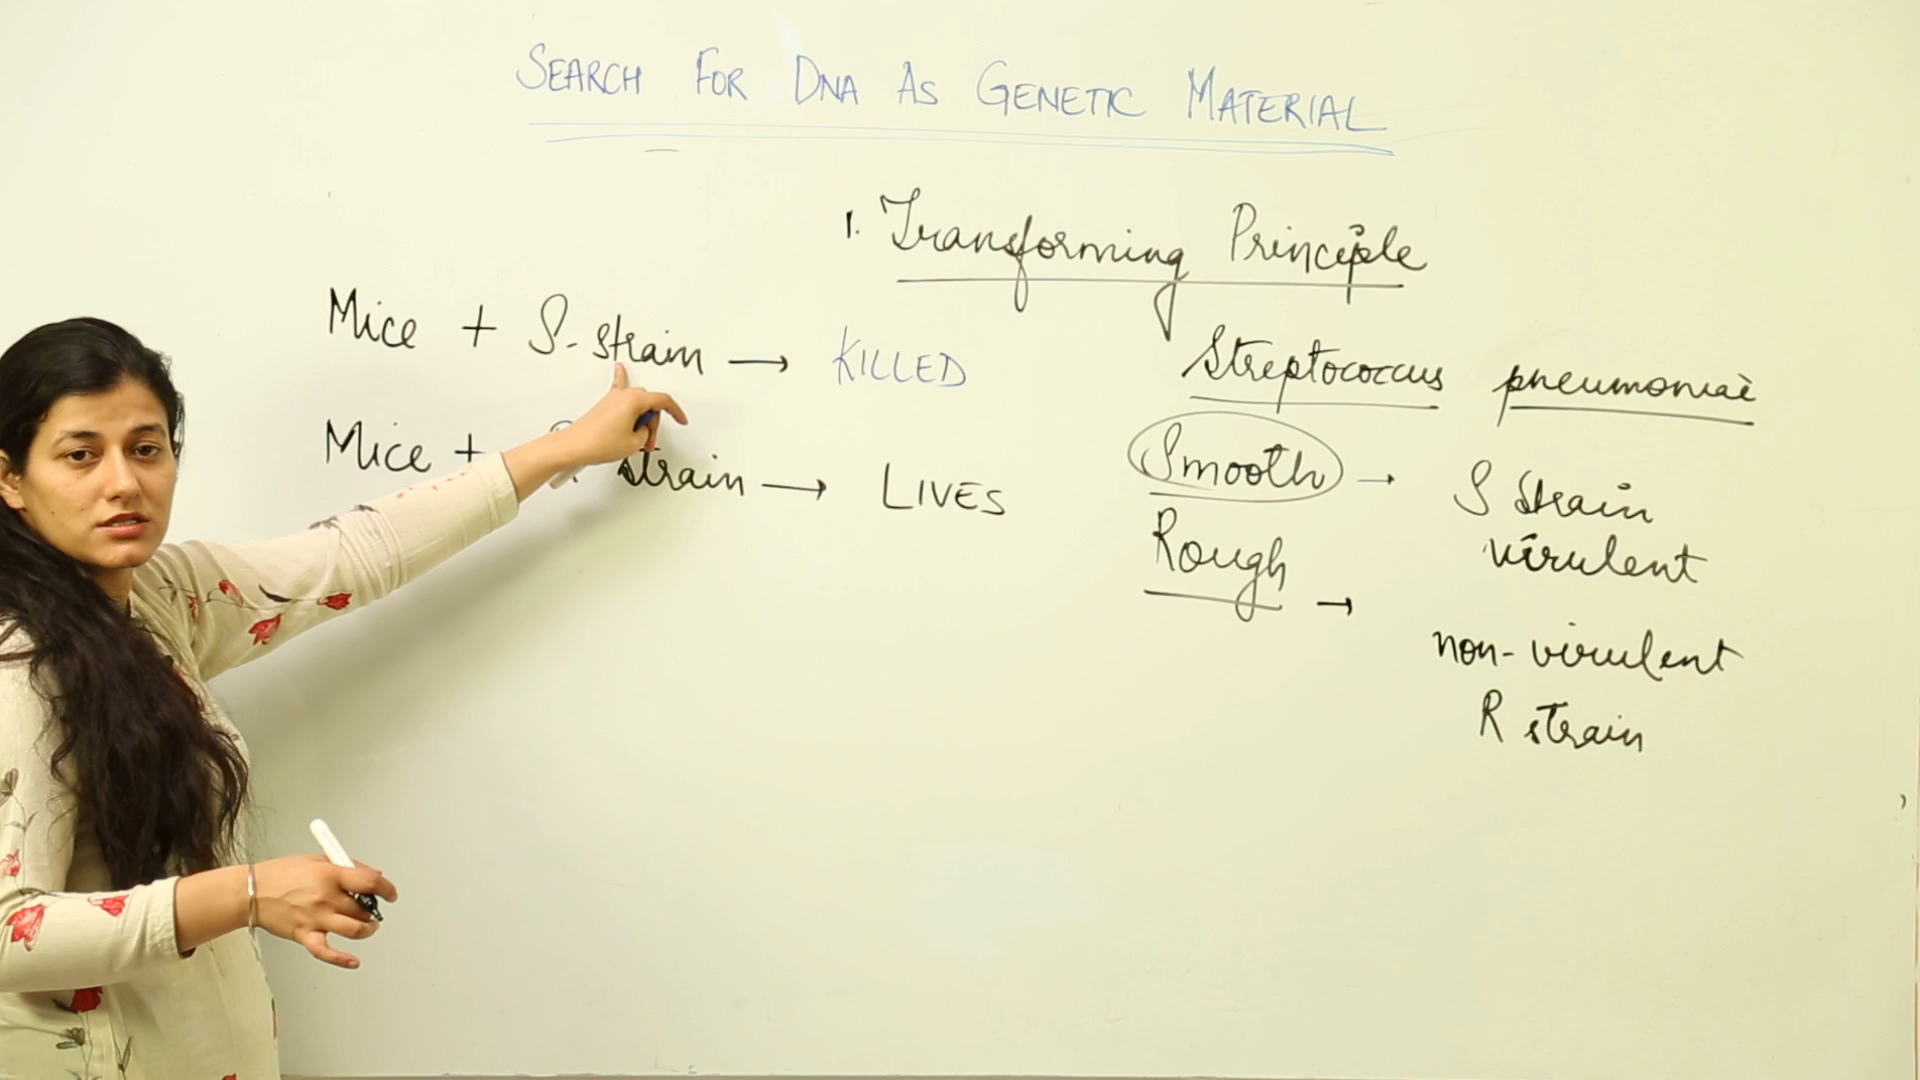 SEARCH FOR DNA AS GENETIC MATERIAL
1. Transforming Principle
Mice + S-strain → KILLED
Mice + strain → LIVES
Streptococcus pneumoniae
Smooth → S strain
virulent
Rough →
non-virulent
R strain